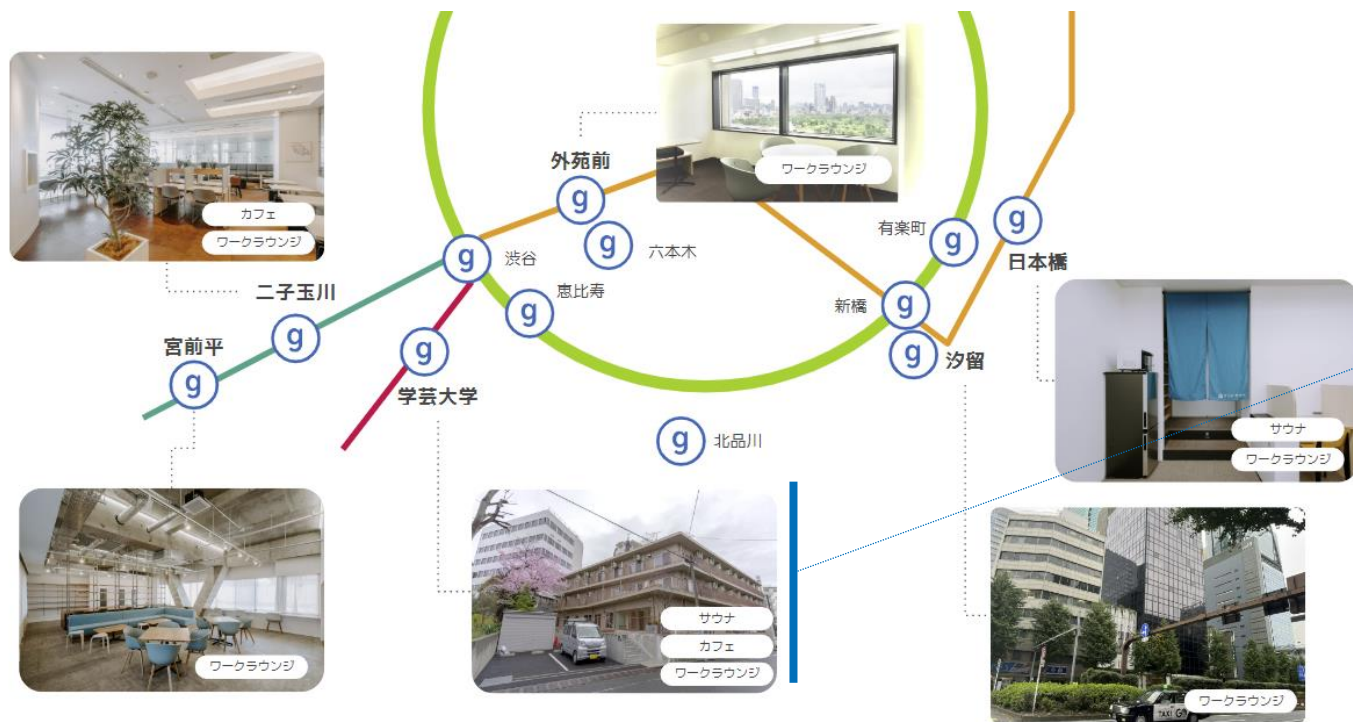 カフェ
ワークラウンジ
二子玉川
g
宮前平
g
ワークラウンジ
外苑前
g
ワークラウンジ
六本木
g
渋谷
g
恵比寿
g
学芸大学
g
サウナ
カフェ
ワークラウンジ
北品川
g
有楽町
g
日本橋
g
サウナ
ワークラウンジ
新橋
g
汐留
g
ワークラウンジ
TAXI